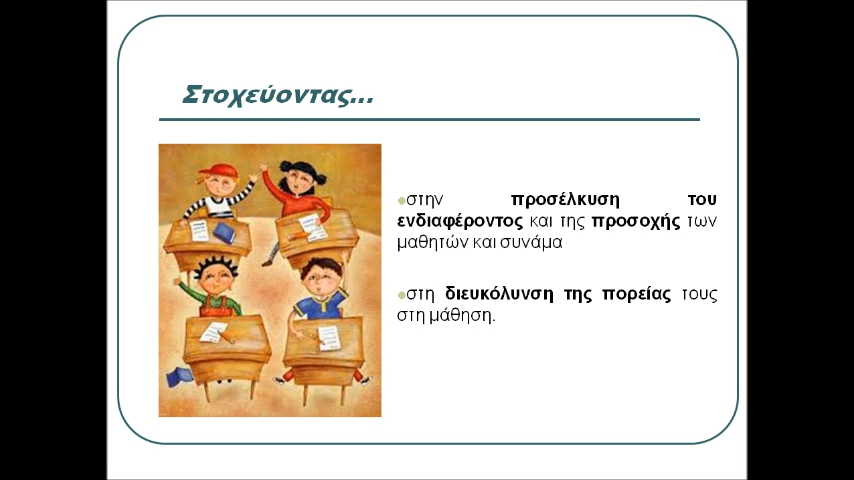 Στοχεύοντας...
στην προσέλκυση του
ενδιαφέροντος και της προσοχής των
μαθητών και συνάμα
στη διευκόλυνση της πορείας τους
στη μάθηση.